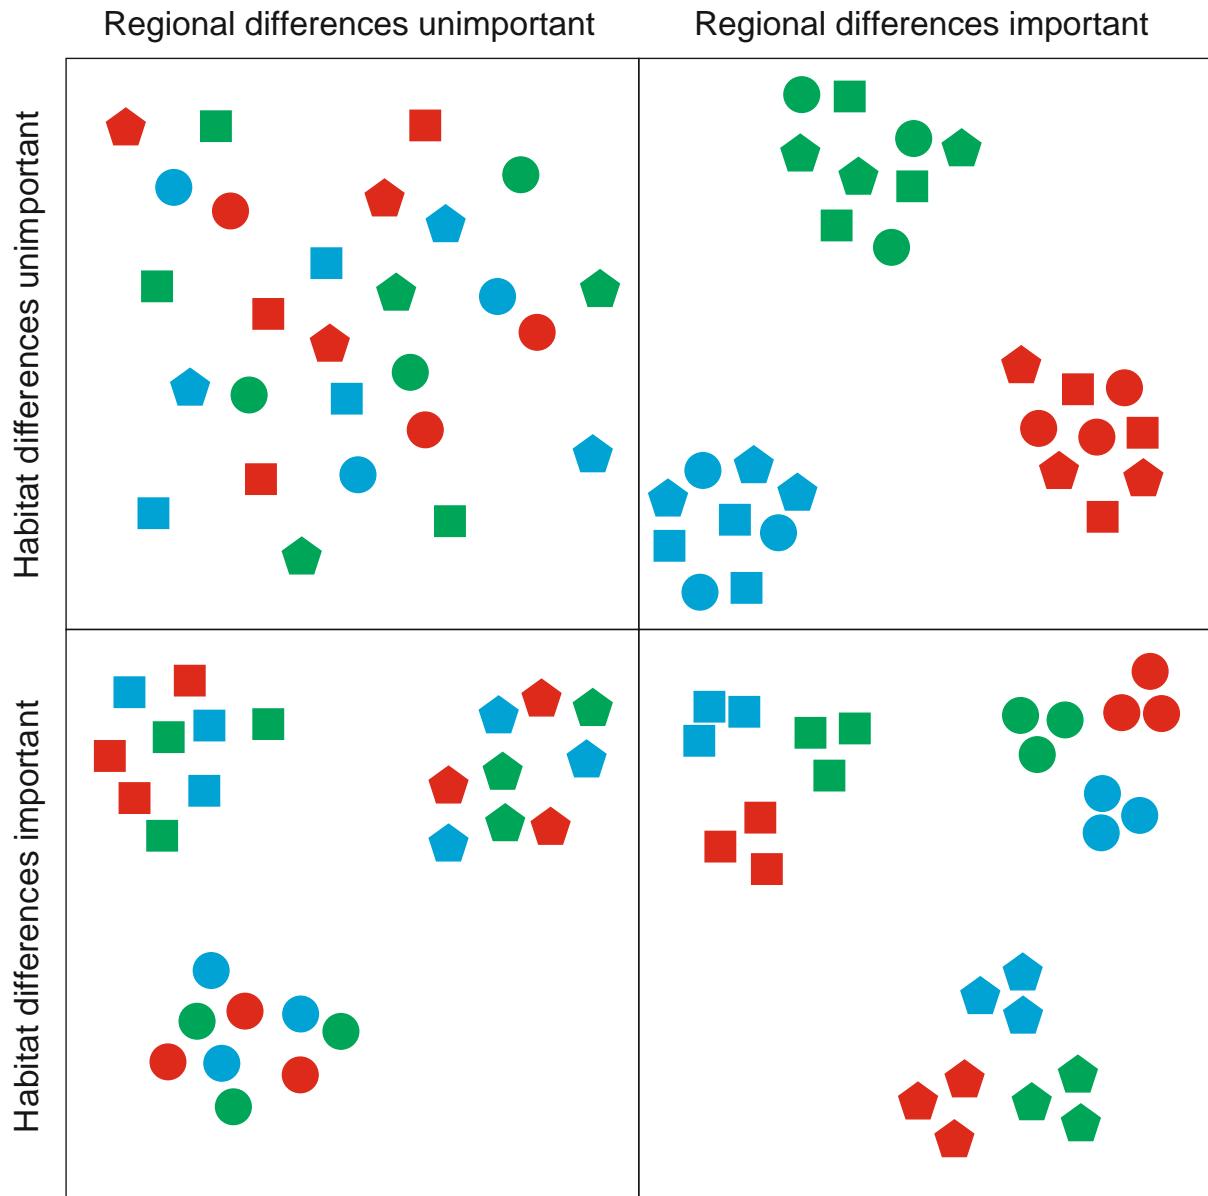 Regional differences unimportant
Regional differences important
Habitat differences unimportant
Habitat differences important